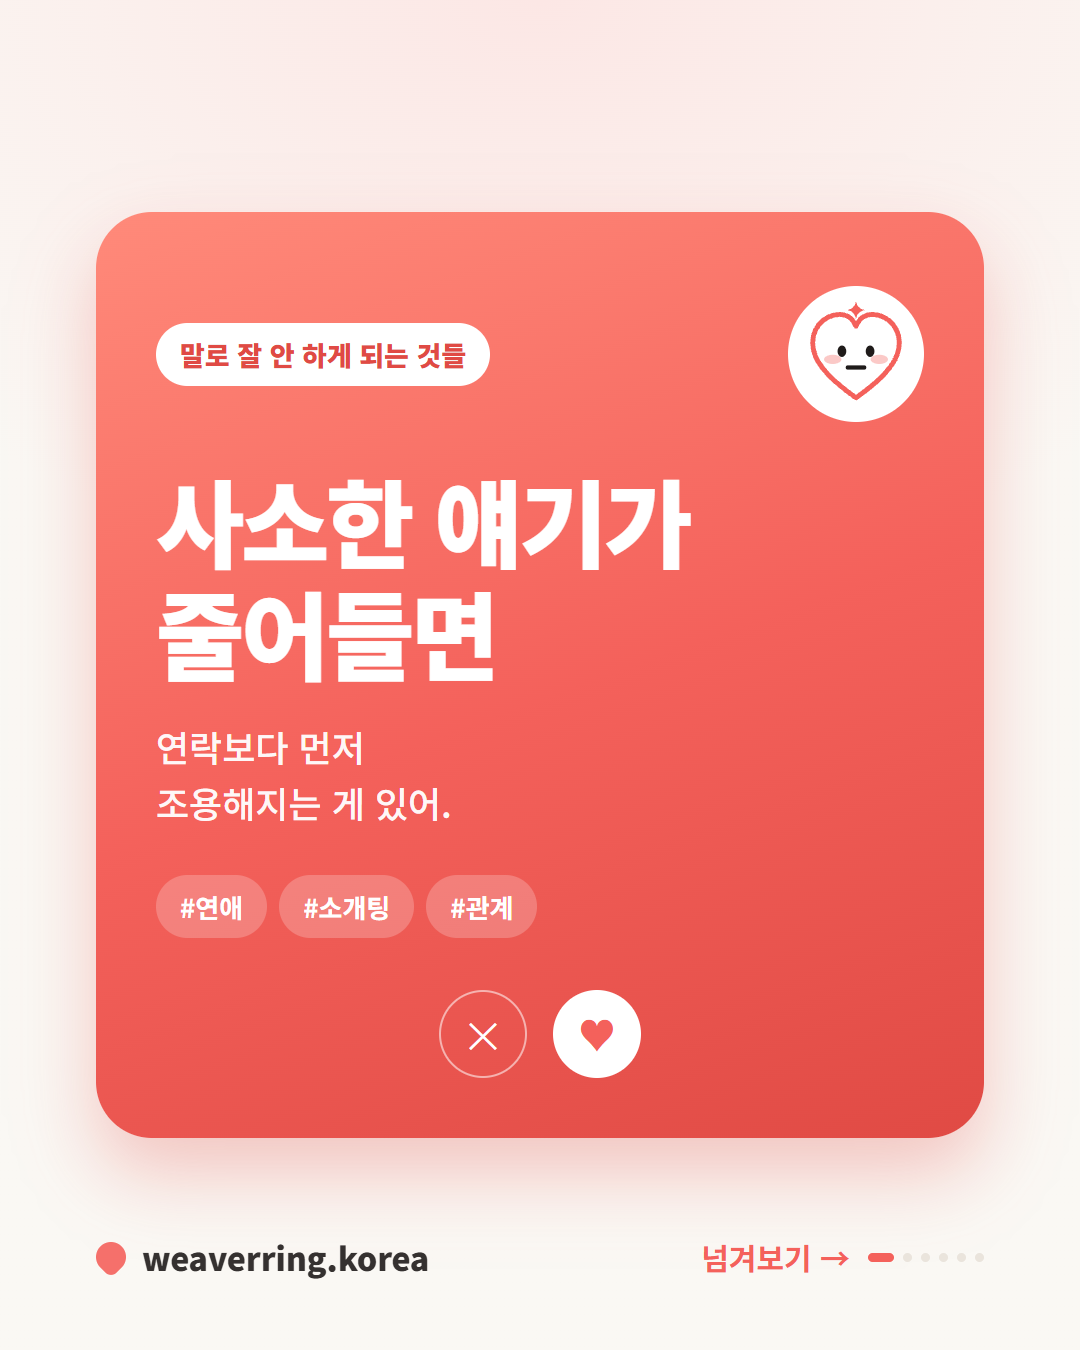 말로 잘 안 하게 되는 것들
사소한 얘기가
줄어들면
연락보다 먼저
조용해지는 게 있어.
#연애 #소개팅 #관계
weaverring.korea
넘겨보기 →